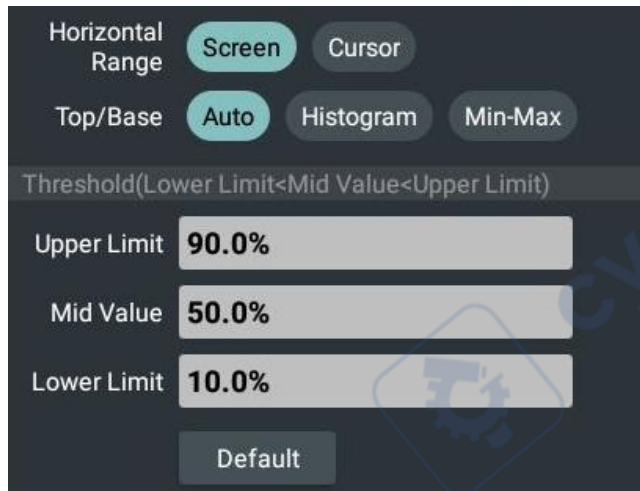 Horizontal
Range
Screen
Cursor
Top/Base
Auto
Histogram
Min-Max
Threshold(Lower Limit<Mid Value<Upper Limit)
Upper Limit
90.0%
Mid Value
50.0%
Lower Limit
10.0%
Default